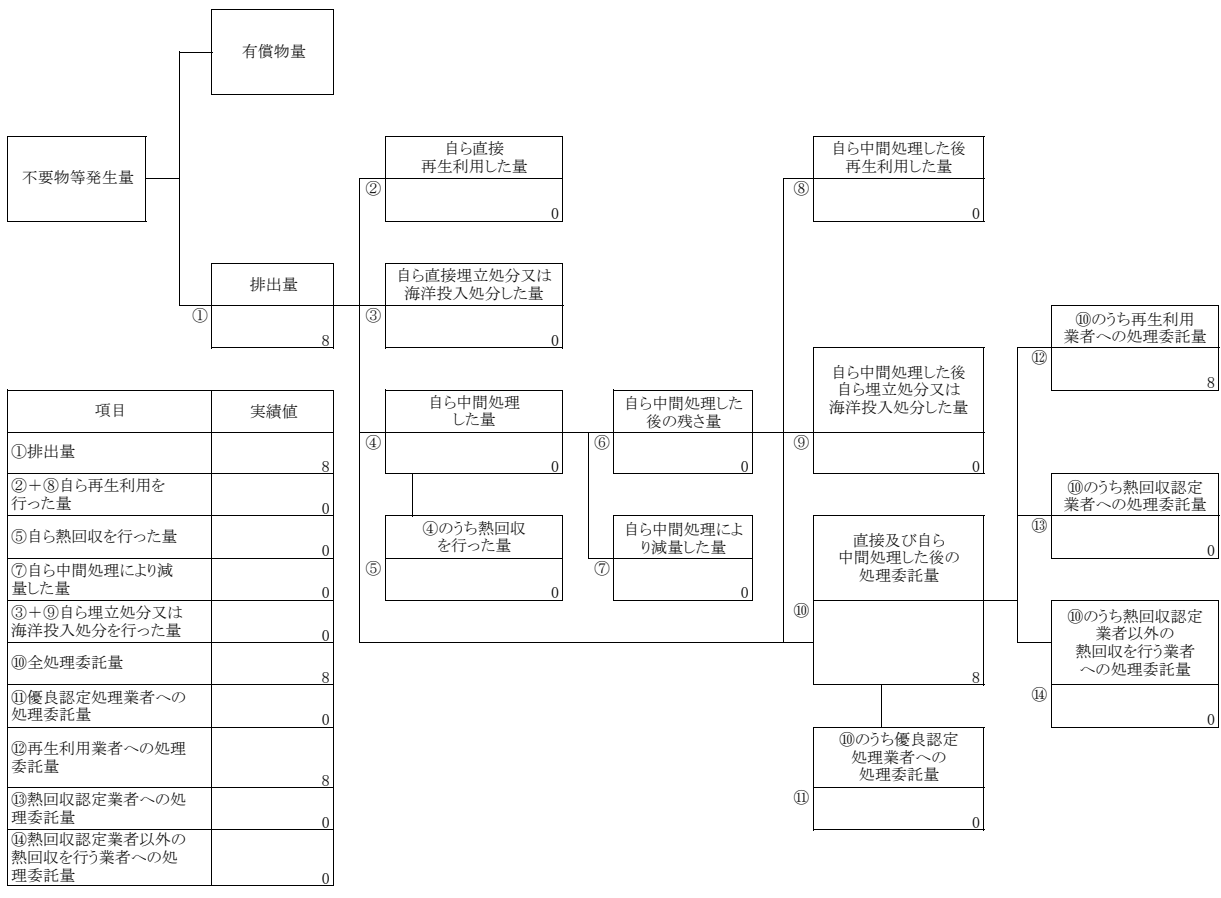 有償物量
不要物等発生量
排出量
①
8
自ら直接
再生利用した量
②
0
自ら直接埋立処分又は
海洋投入処分した量
③
0
自ら中間処理
した量
④
0
④のうち熱回収
を行った量
⑤
0
自ら中間処理した
後の残さ量
⑥
0
自ら中間処理によ
り減量した量
⑦
0
自ら中間処理した後
再生利用した量
⑧
0
自ら中間処理した後
自ら埋立処分又は
海洋投入処分した量
⑨
0
直接及び自ら
中間処理した後の
処理委託量
⑩
8
⑩のうち優良認定
処理業者への
処理委託量
⑪
0
⑩のうち再生利用
業者への処理委託量
⑫
8
⑩のうち熱回収認定
業者への処理委託量
⑬
0
⑩のうち熱回収認定
業者以外の
熱回収を行う業者
への処理委託量
⑭
0
項目 実績値
①排出量
8
②+⑧自ら再生利用を
行った量
0
⑤自ら熱回収を行った量
0
⑦自ら中間処理により減
量した量
0
③+⑨自ら埋立処分又は
海洋投入処分を行った量
0
⑩全処理委託量
8
⑪優良認定処理業者への
処理委託量
0
⑫再生利用業者への処理
委託量
8
⑬熱回収認定業者への処
理委託量
0
⑭熱回収認定業者以外の
熱回収を行う業者への処
理委託量
0